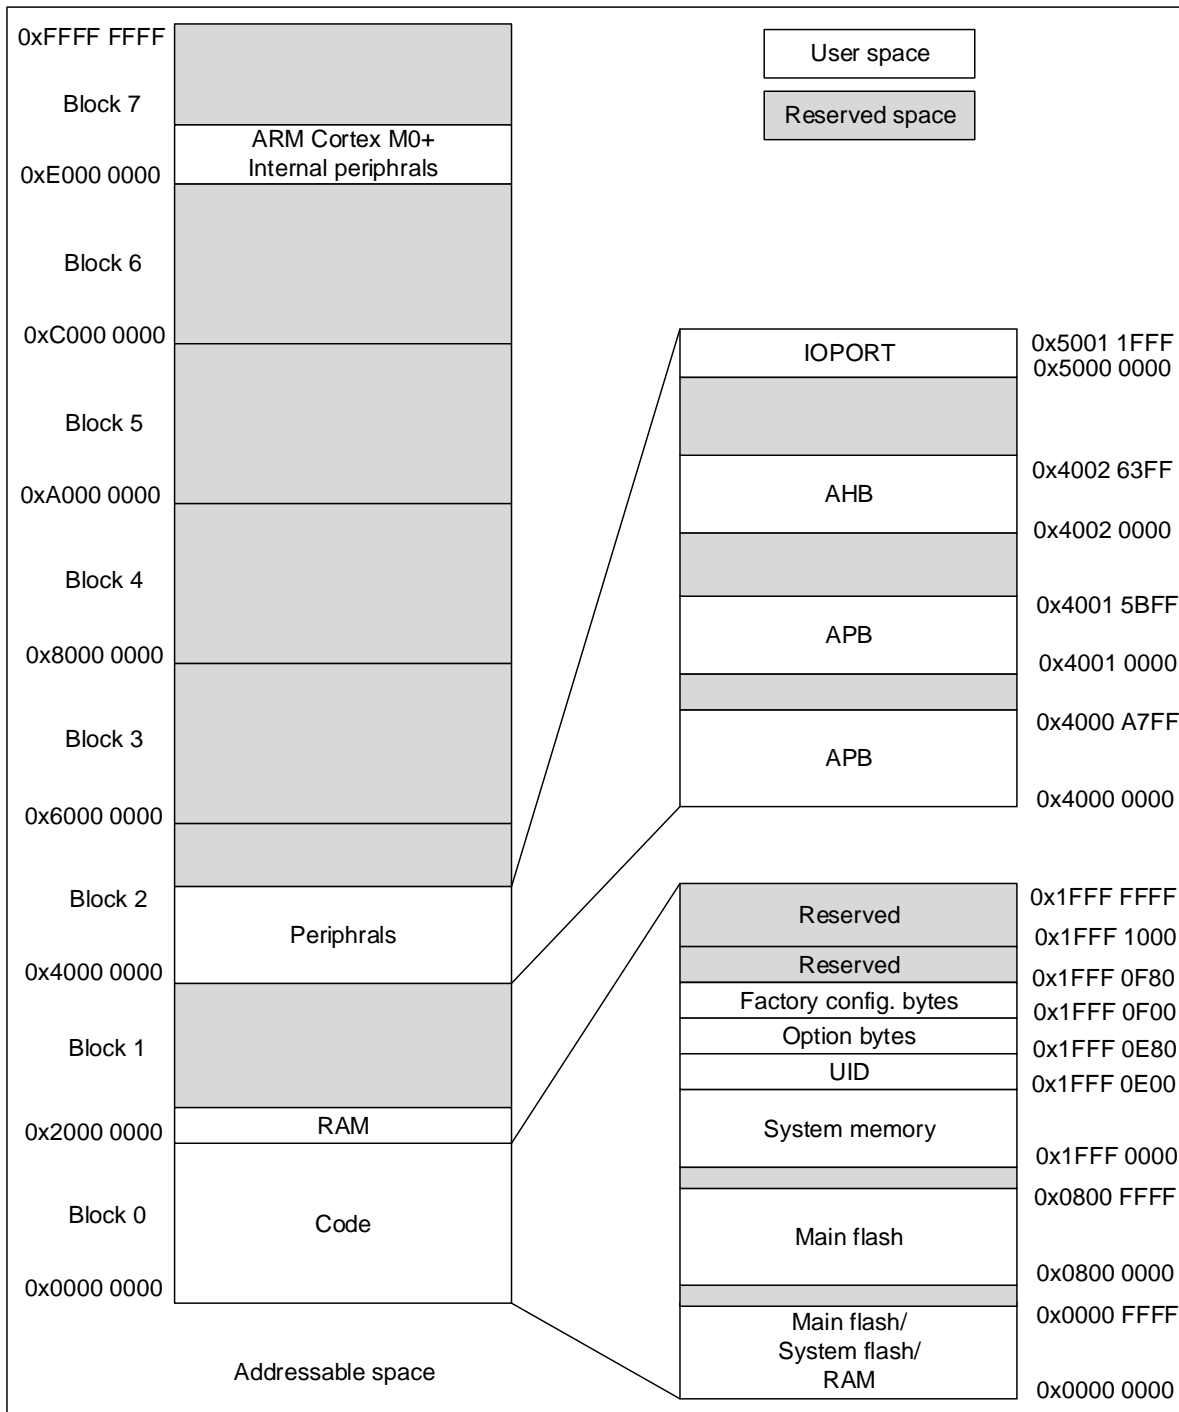 0xFFFF FFFF
Block 7
ARM Cortex M0+
Internal periphrals
0xE000 0000
Block 6
0xC000 0000
Block 5
0xA000 0000
Block 4
0x8000 0000
Block 3
0x6000 0000
Block 2
Periphrals
0x4000 0000
Block 1
RAM
0x2000 0000
Block 0
Code
0x0000 0000
Addressable space
User space
Reserved space
IOPORT
0x5001 1FFF
0x5000 0000
0x4002 63FF
AHB
0x4002 0000
0x4001 5BFF
APB
0x4001 0000
0x4000 A7FF
APB
0x4000 0000
0x1FFF FFFF
Reserved
0x1FFF 1000
Reserved
0x1FFF 0F80
Factory config. bytes
0x1FFF 0F00
Option bytes
0x1FFF 0E80
UID
0x1FFF 0E00
System memory
0x1FFF 0000
0x0800 FFFF
Main flash
0x0800 0000
0x0000 FFFF
Main flash/
System flash/
RAM
0x0000 0000